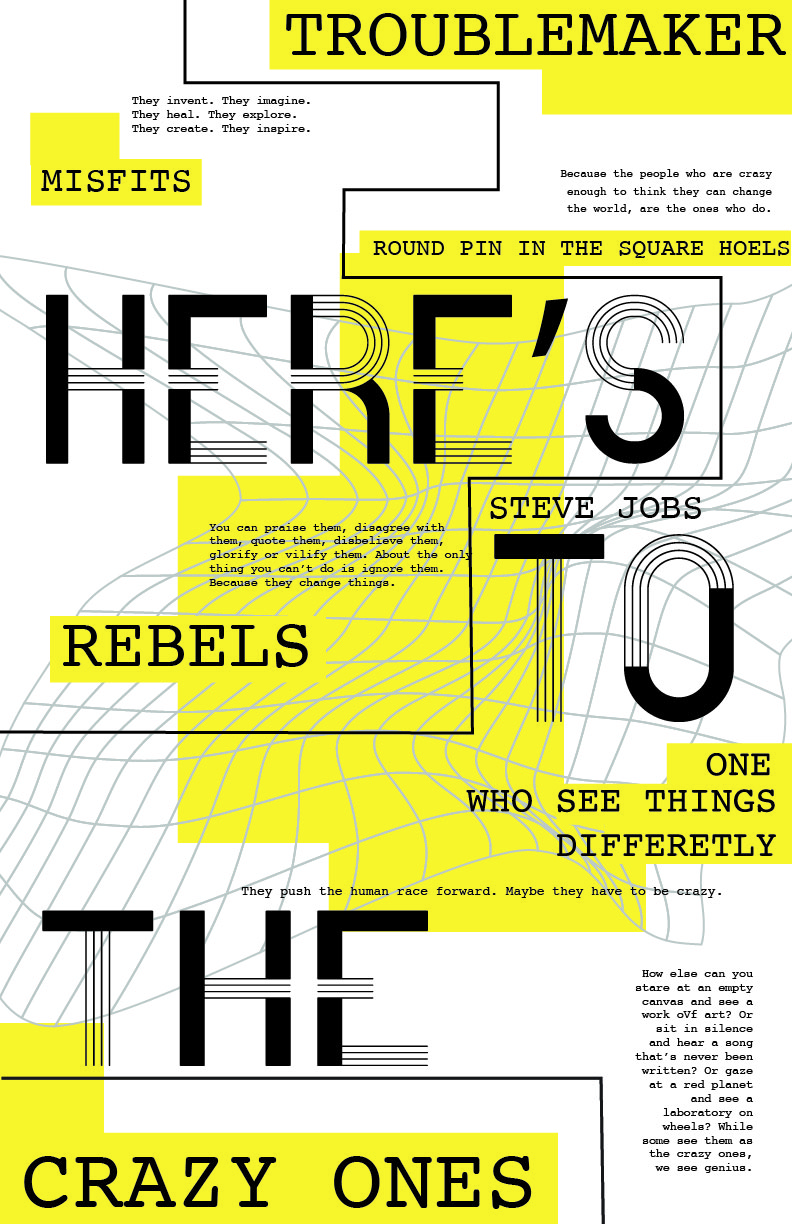 TROUBLEMAKER
They invent. They imagine.
They heal. They explore.
They create. They inspire.
MISFITS
Because the people who are crazy
enough to think they can change
the world, are the ones who do.
ROUND PIN IN THE SQUARE HOELS
HERE'S
STEVE JOBS
You can praise them, disagree with
them, quote them, disbelieve them,
glorify or vilify them. About the only
thing you can't do is ignore them.
Because they change things.
TO
REBELS
ONE
WHO SEE THINGS
DIFFERETLY
They push the human race forward. Maybe they have to be crazy.
THE
How else can you
stare at an empty
canvas and see a
work oVf art? Or
sit in silence
and hear a song
that's never been
written? Or gaze
at a red planet
and see a
laboratory on
wheels? While
some see them as
the crazy ones,
we see genius.
CRAZY ONES